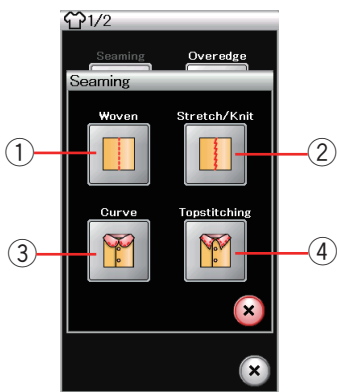 1/2
Seaming Overedge
Seaming
Woven Stretch/Knit
1 2
Curve Topstitching
3 4